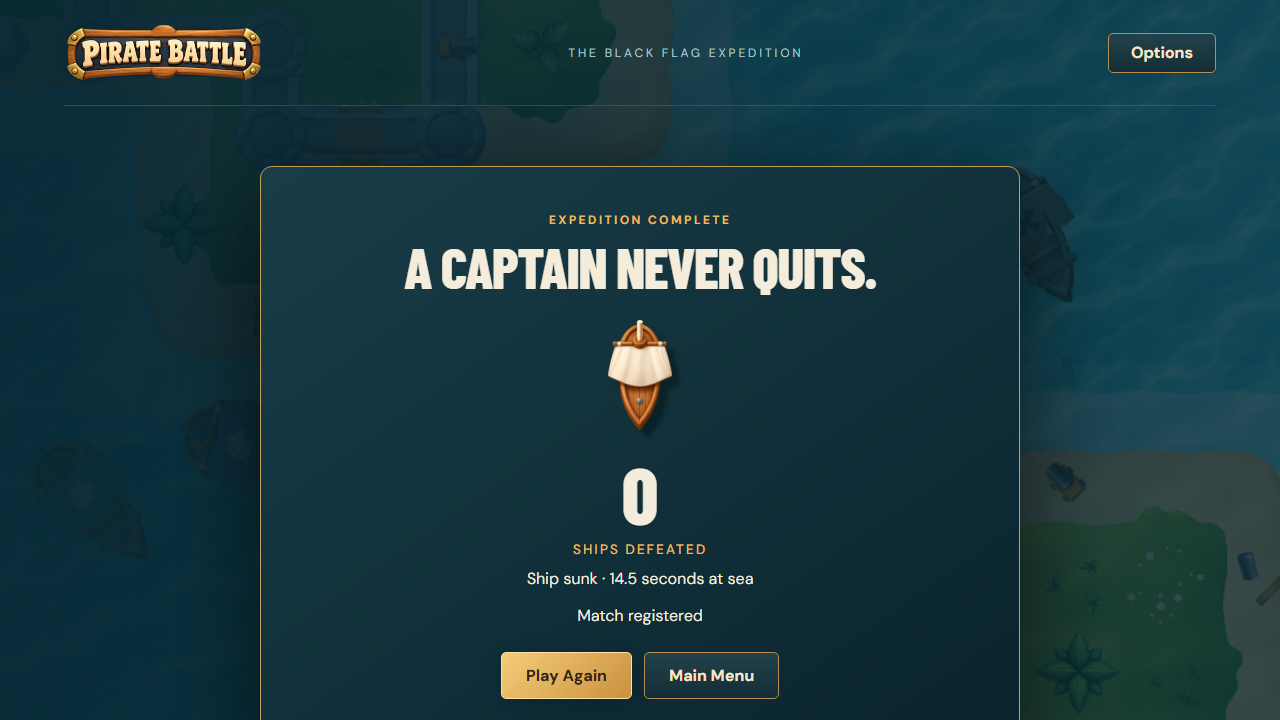 PIRATE BATTLE
THE BLACK FLAG EXPEDITION
Options
EXPEDITION COMPLETE
A CAPTAIN NEVER QUITS.
0
SHIPS DEFEATED
Ship sunk · 14.5 seconds at sea
Match registered
Play Again
Main Menu